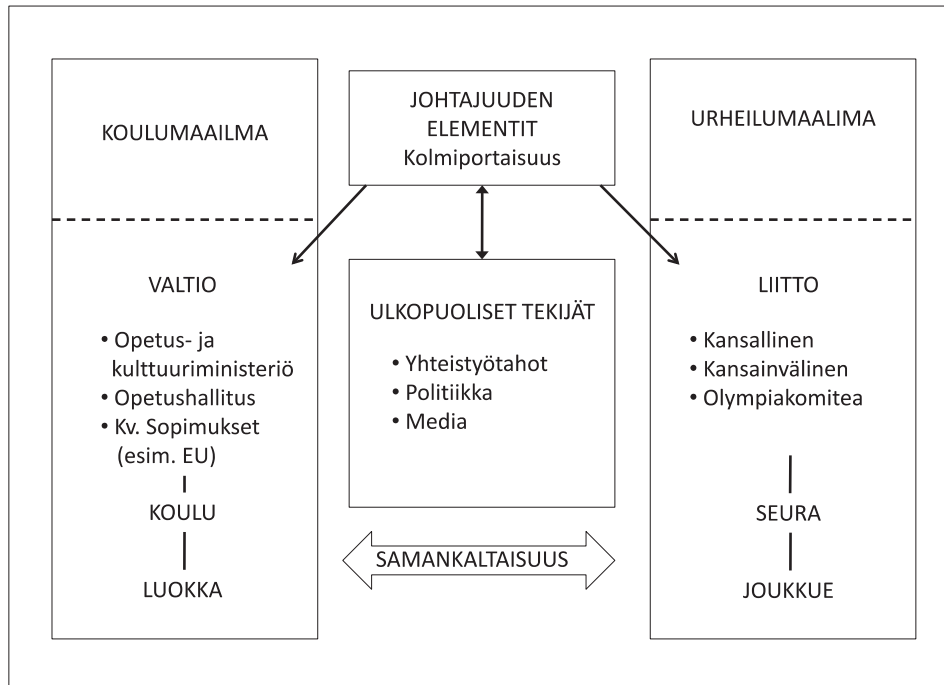 KOULUMAAILMA
VALTIO
• Opetus- ja
kulttuuriministeriö
• Opetushallitus
• Kv. Sopimukset
(esim. EU)
KOULU
LUOKKA
JOHTAJUUDEN
ELEMENTIT
Kolmiportaisuus
ULKOPUOLISET TEKIJÄT
• Yhteistyötahot
• Politiikka
• Media
SAMANKALTAISUUS
URHEILUMAALIMA
LIITTO
• Kansallinen
• Kansainvälinen
• Olympiakomitea
SEURA
JOUKKUE